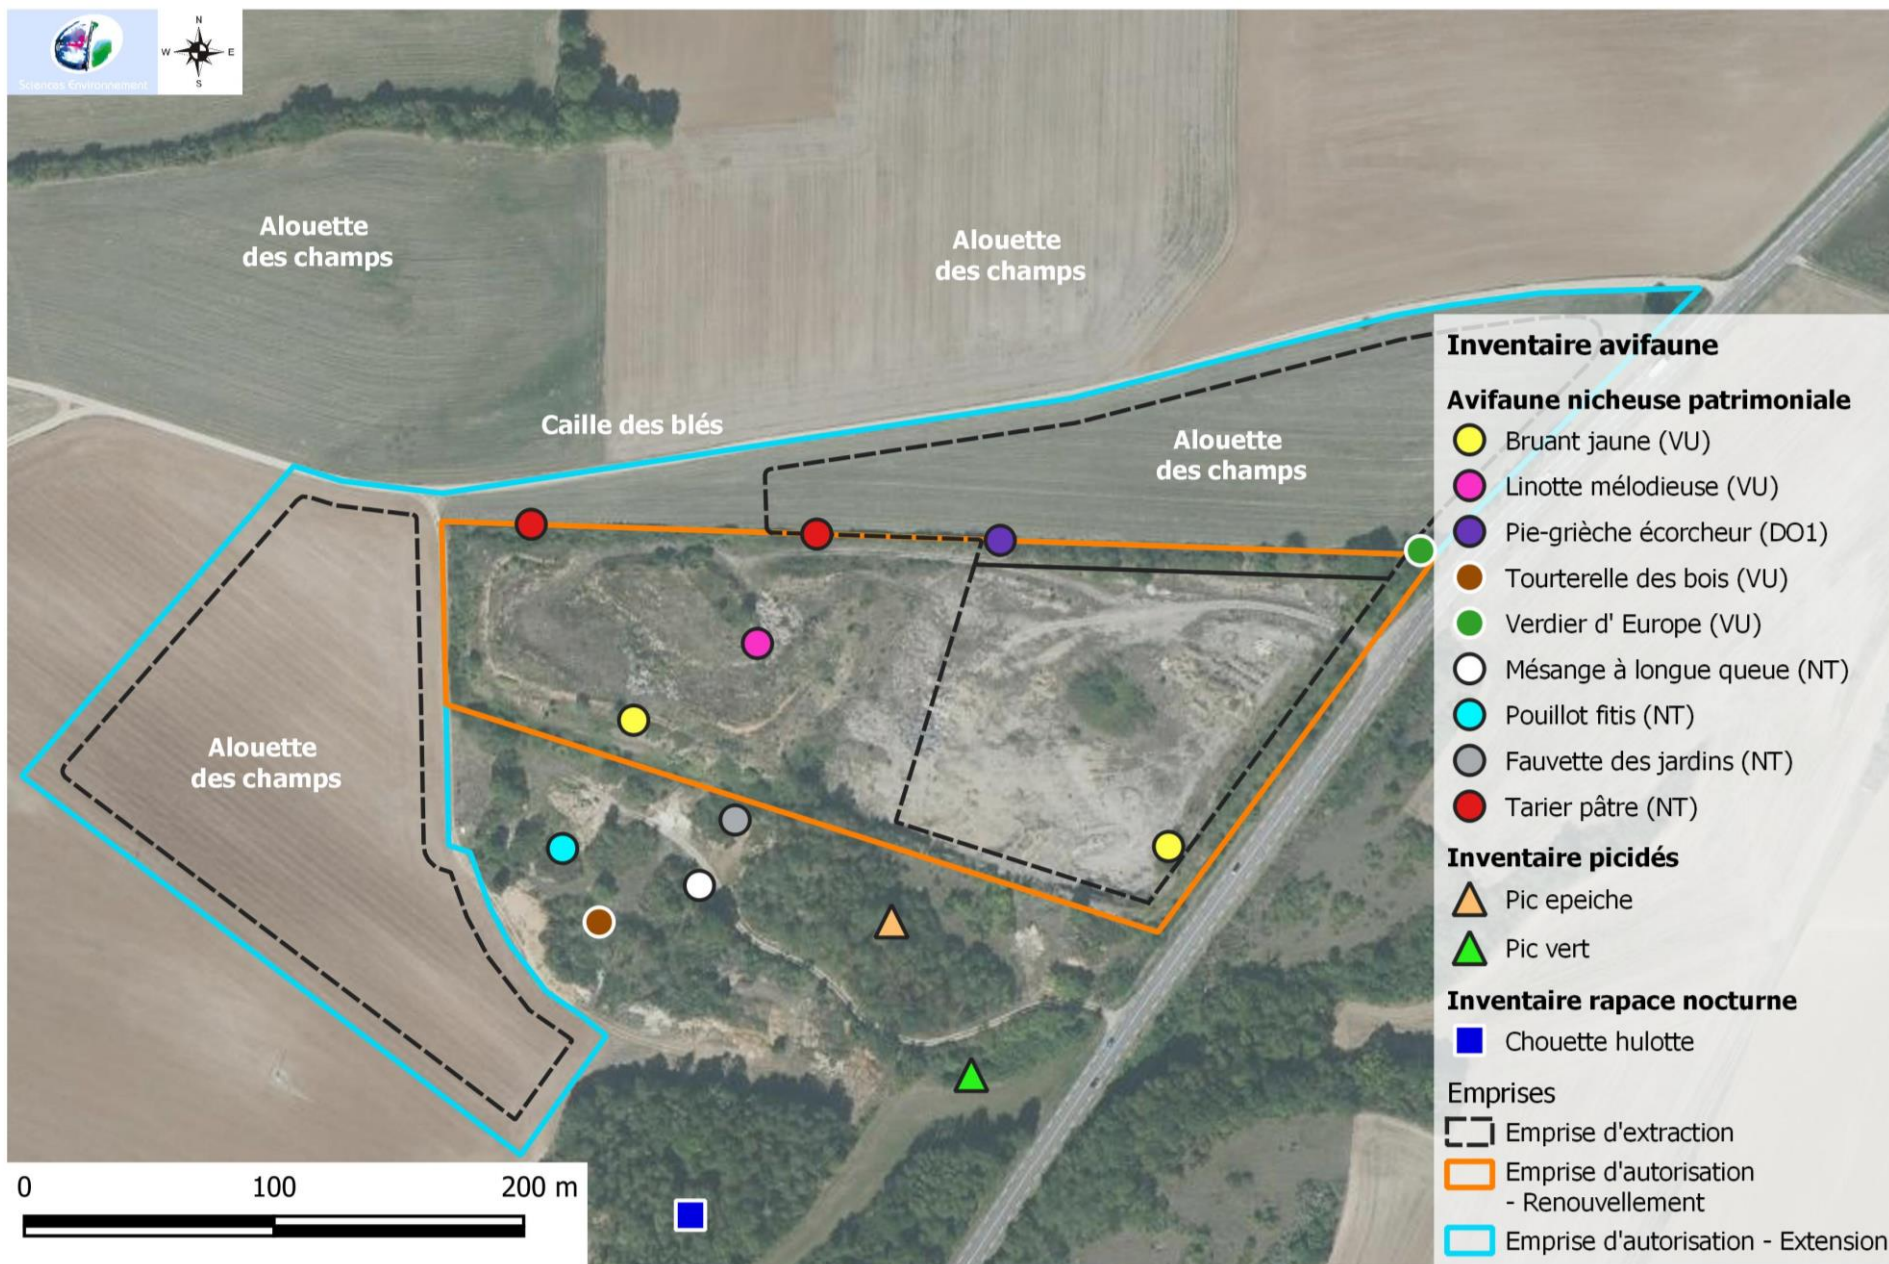 Sciences Environnement
N
W E
S
Alouette
des champs
Alouette
des champs
Caille des blés
Alouette
des champs
Alouette
des champs
Inventaire avifaune
Avifaune nicheuse patrimoniale
Bruant jaune (VU)
Linotte mélodieuse (VU)
Pie-grièche écorcheur (DO1)
Tourterelle des bois (VU)
Verdier d' Europe (VU)
Mésange à longue queue (NT)
Pouillot fitis (NT)
Fauvette des jardins (NT)
Tarier pâtre (NT)
Inventaire picidés
Pic epeiche
Pic vert
Inventaire rapace nocturne
Chouette hulotte
Emprises
Emprise d'extraction
Emprise d'autorisation
- Renouvellement
Emprise d'autorisation - Extension
0 100 200 m